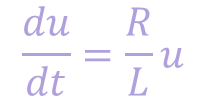 du/dt = R/L u